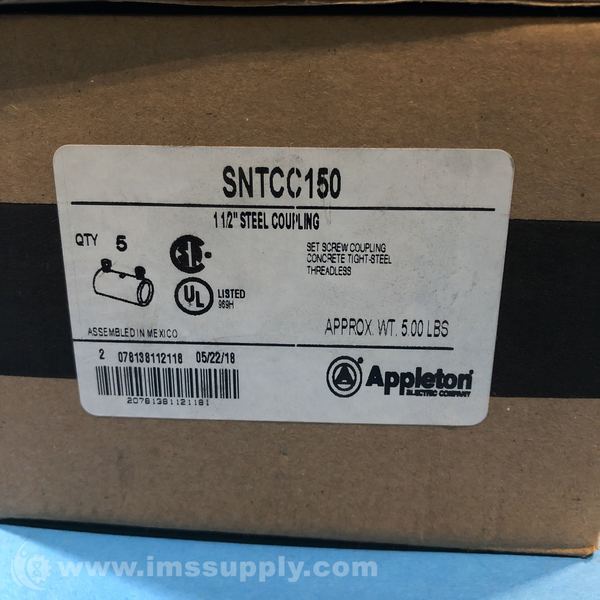 SNTCC150
1 1/2" STEEL COUPLING
QTY 5
SET SCREW COUPLING
CONCRETE TIGHT-STEEL
THREADLESS
UL LISTED
969H
ASSEMBLED IN MEXICO
APPROX. WT. 5.00 LBS
2 078138112118 05/22/18
20781381121181
Appleton
ELECTRIC COMPANY
www.imssupply.com